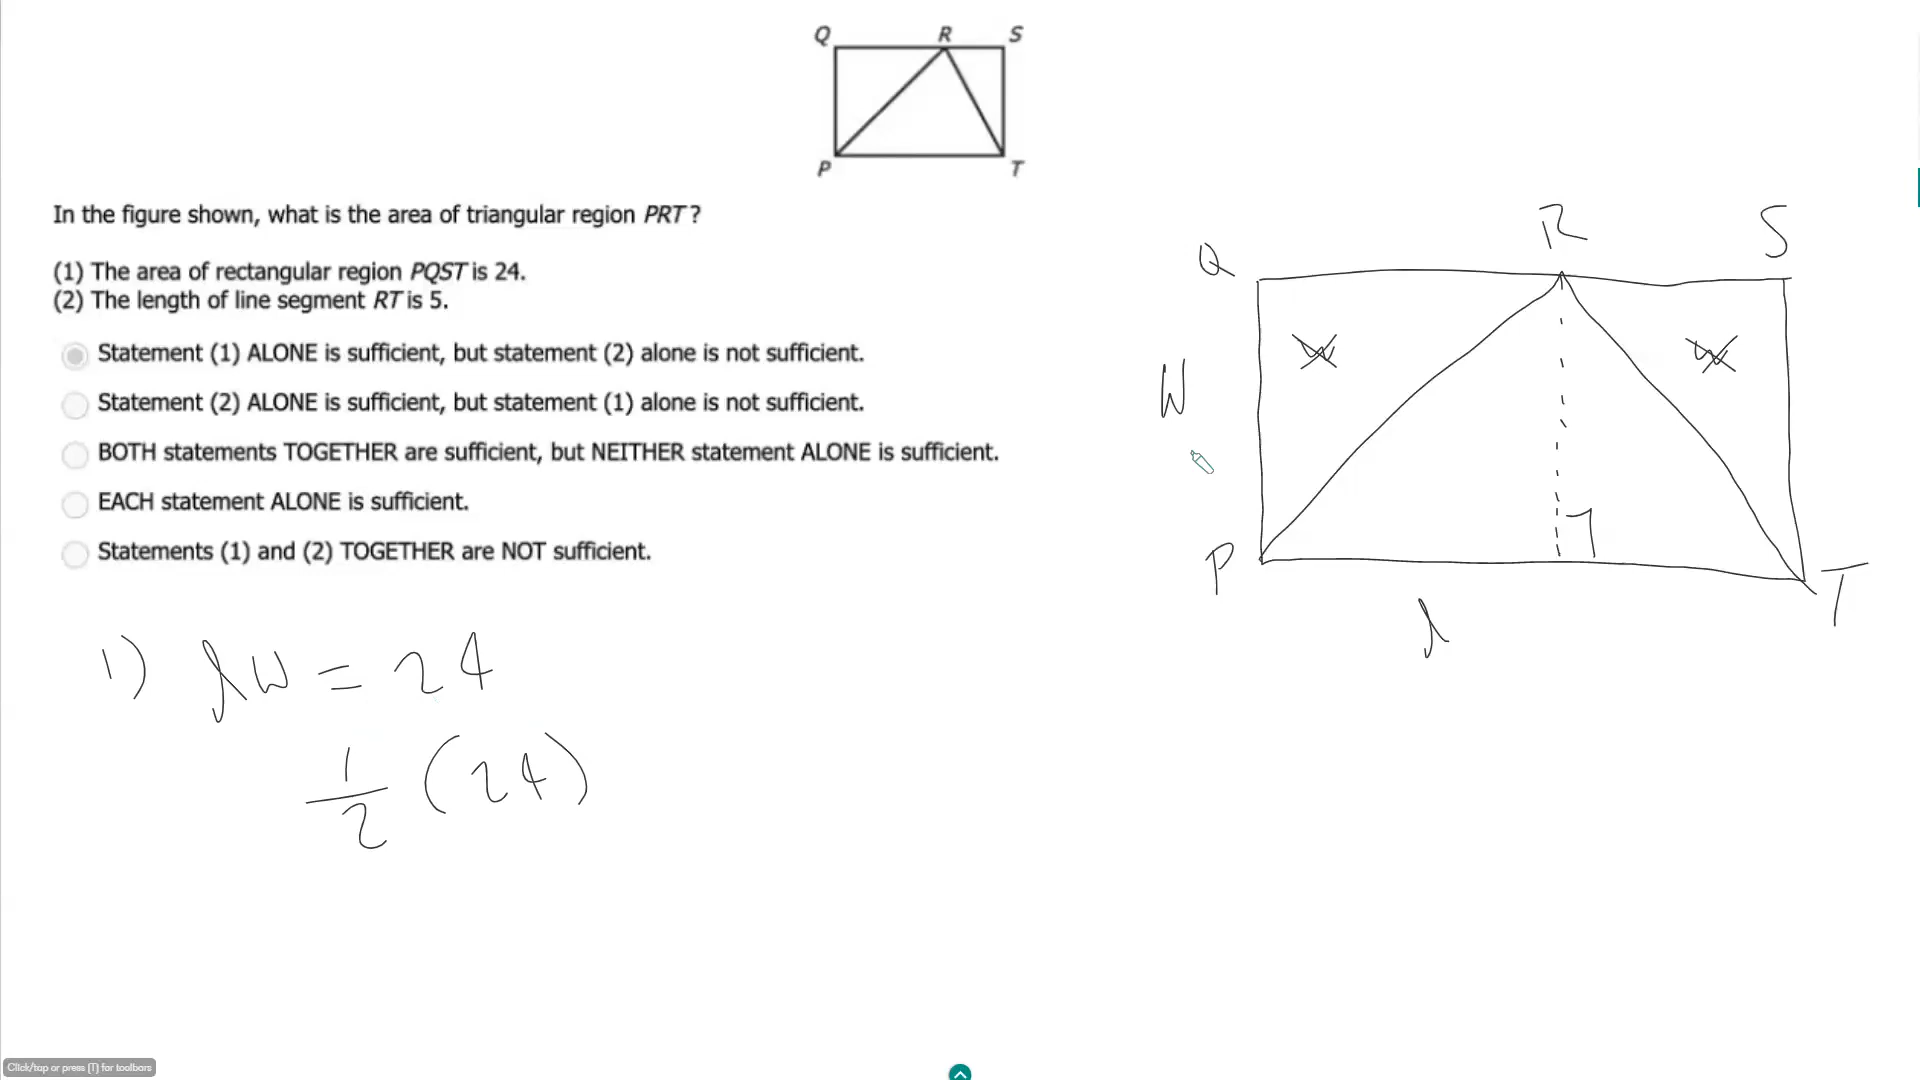 Q R S
P T
In the figure shown, what is the area of triangular region PRT?
(1) The area of rectangular region PQST is 24.
(2) The length of line segment RT is 5.
Statement (1) ALONE is sufficient, but statement (2) alone is not sufficient.
Statement (2) ALONE is sufficient, but statement (1) alone is not sufficient.
BOTH statements TOGETHER are sufficient, but NEITHER statement ALONE is sufficient.
EACH statement ALONE is sufficient.
Statements (1) and (2) TOGETHER are NOT sufficient.
1) lw = 24
1/2 (24)
Q R S
W
P T
l
Click/tap or press [T] for toolbars